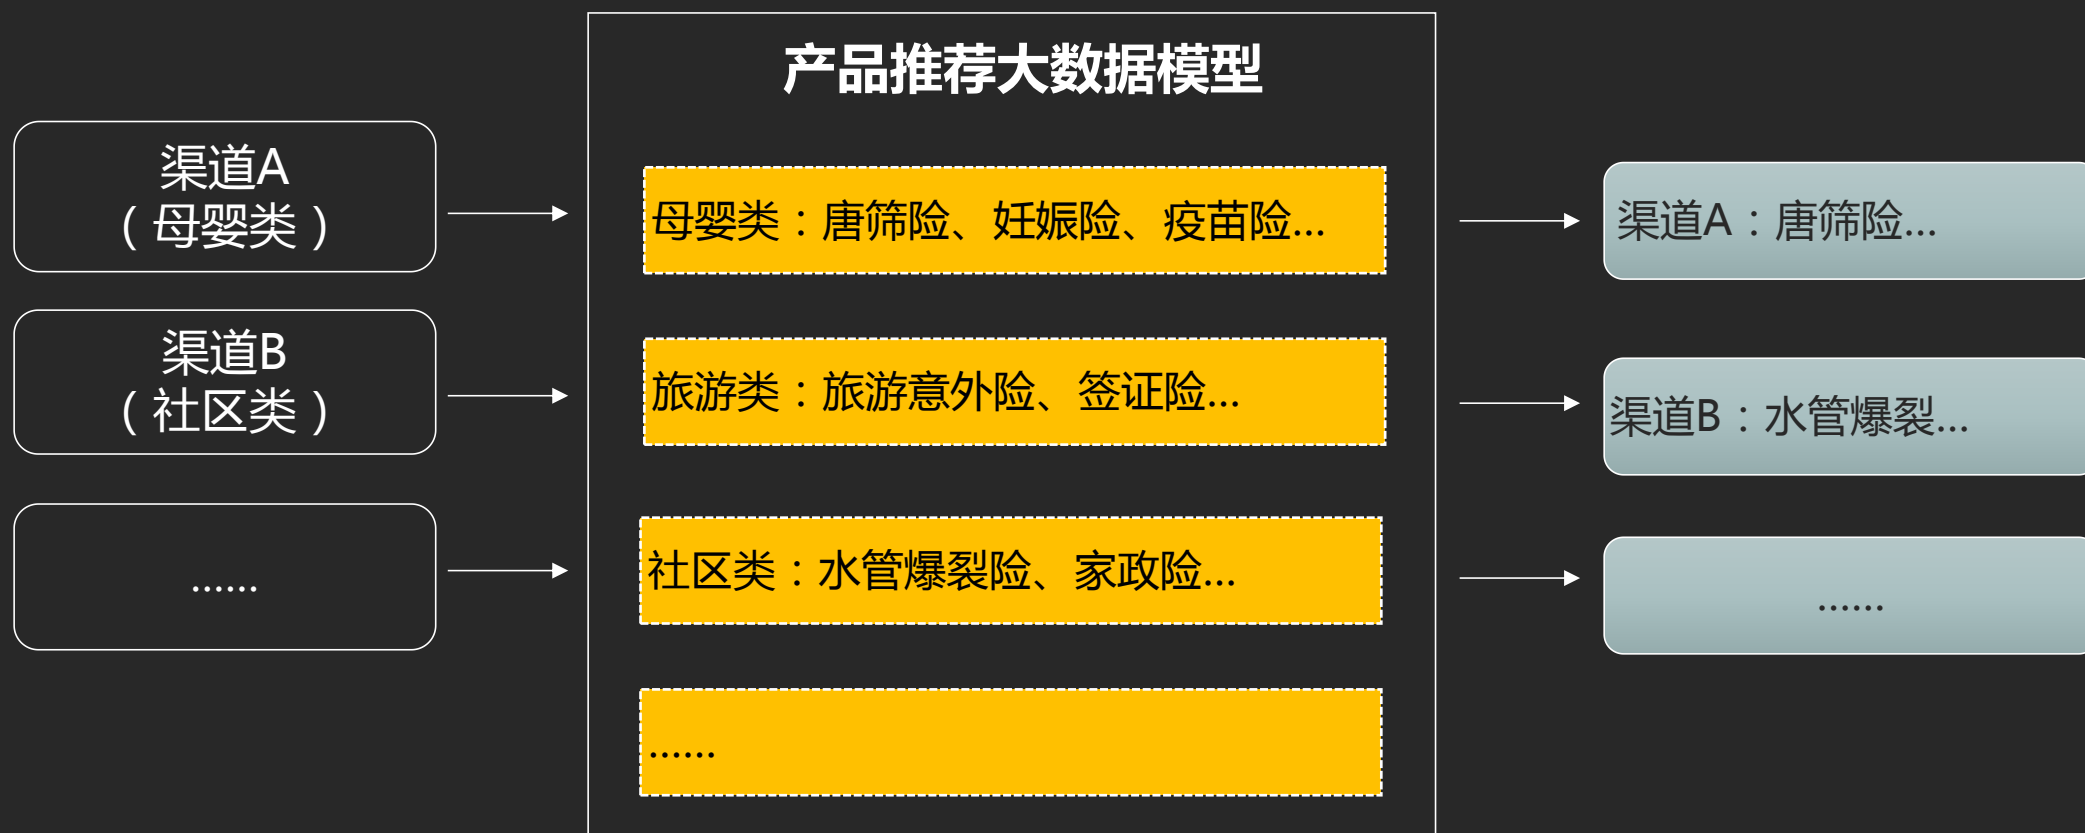 产品推荐大数据模型
渠道A
（母婴类）
渠道B
（社区类）
……
母婴类：唐筛险、妊娠险、疫苗险...
旅游类：旅游意外险、签证险...
社区类：水管爆裂险、家政险...
……
渠道A：唐筛险...
渠道B：水管爆裂...
……